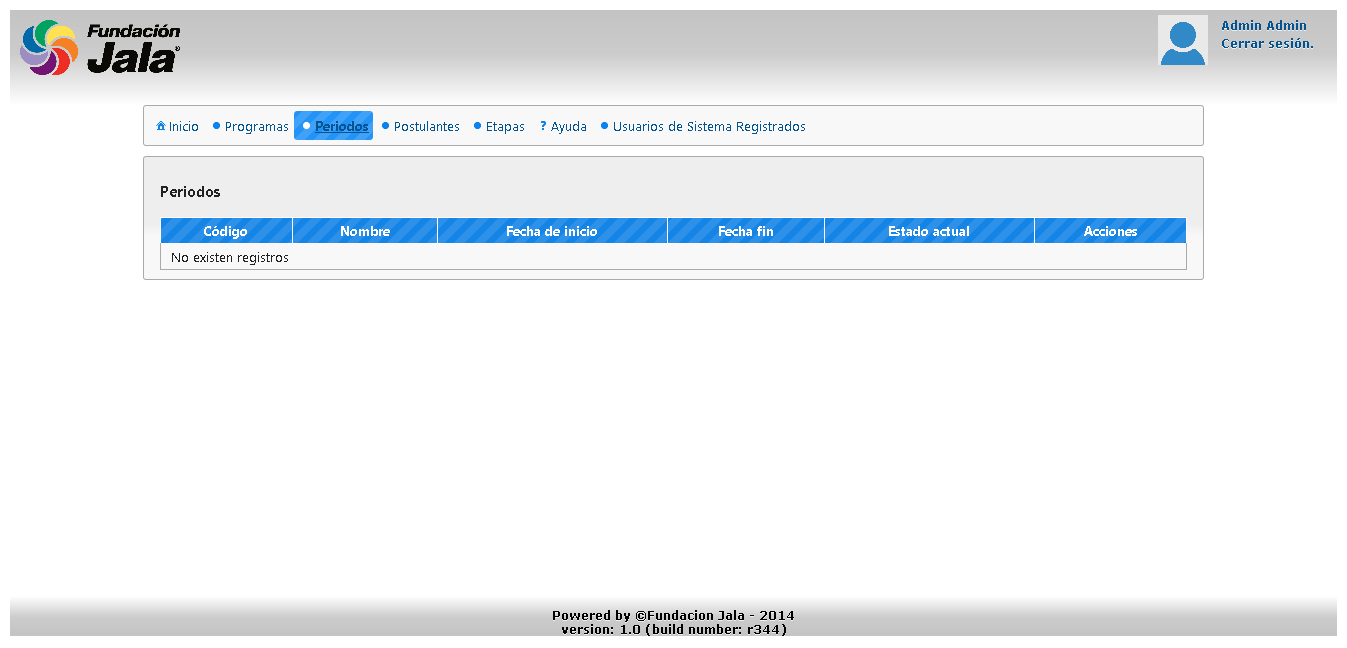 Fundación
Jala®
Admin Admin
Cerrar sesión.
Inicio Programas Periodos Postulantes Etapas ? Ayuda Usuarios de Sistema Registrados
Periodos
Código Nombre Fecha de inicio Fecha fin Estado actual Acciones
No existen registros
Powered by ©Fundacion Jala - 2014
version: 1.0 (build number: r344)